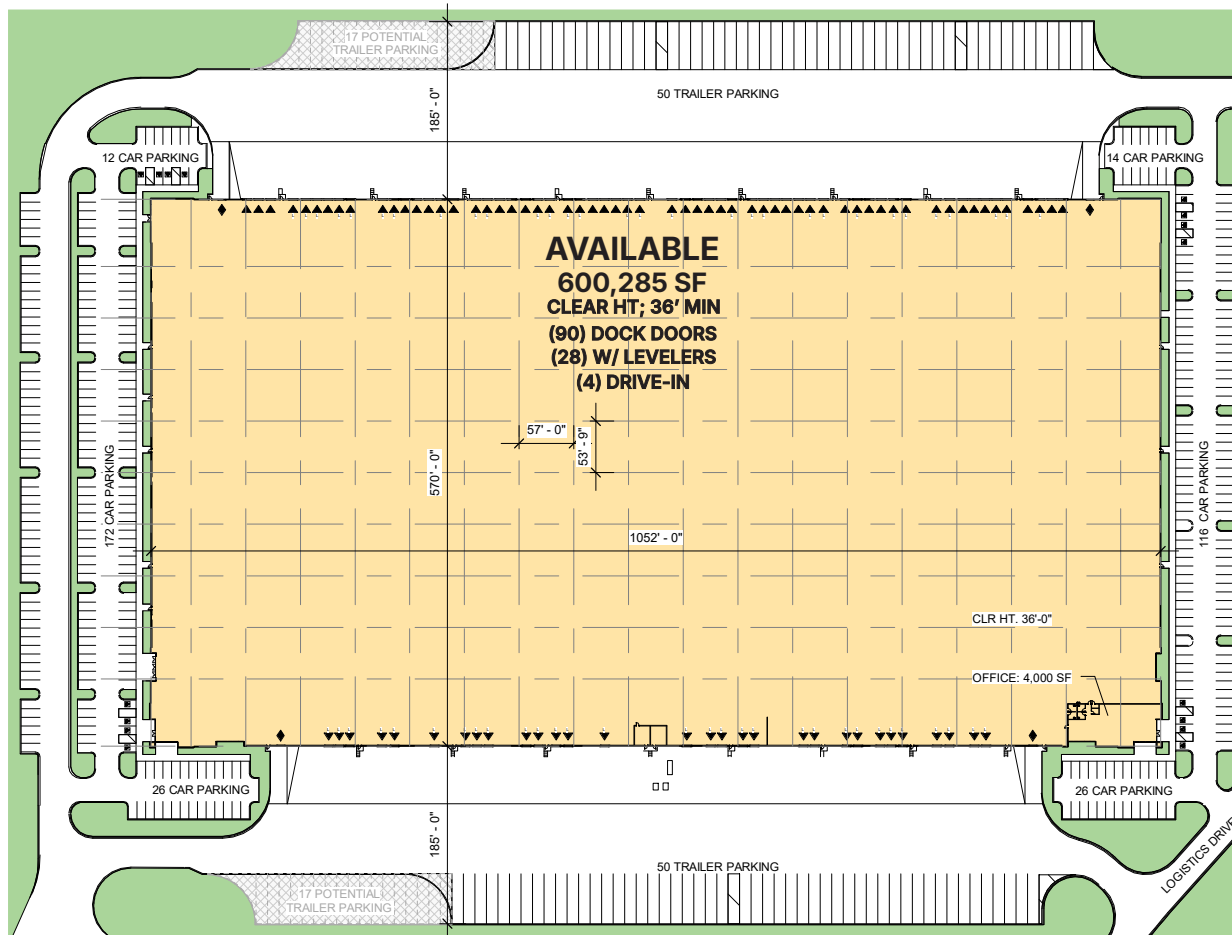 17 POTENTIAL
TRAILER PARKING
50 TRAILER PARKING
185' - 0"
12 CAR PARKING
14 CAR PARKING
AVAILABLE
600,285 SF
CLEAR HT; 36' MIN
(90) DOCK DOORS
(28) W/ LEVELERS
(4) DRIVE-IN
57' - 0"
53' - 9"
570' - 0"
172 CAR PARKING
116 CAR PARKING
1052' - 0"
CLR HT. 36'-0"
OFFICE: 4,000 SF
26 CAR PARKING
26 CAR PARKING
185' - 0"
50 TRAILER PARKING
LOGISTICS DRIVE
17 POTENTIAL
TRAILER PARKING